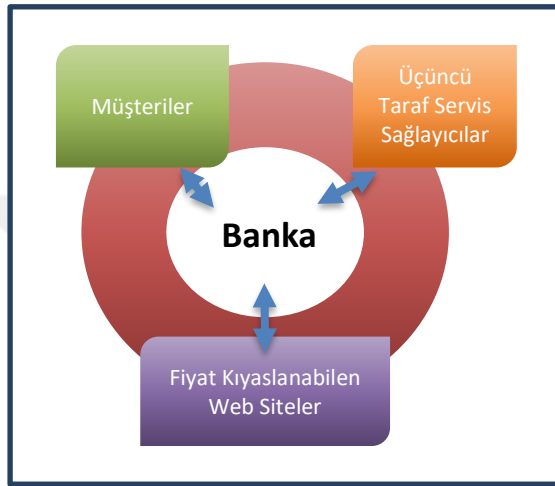 Müşteriler
Üçüncü
Taraf Servis
Sağlayıcılar
Banka
Fiyat Kıyaslanabilen
Web Siteler